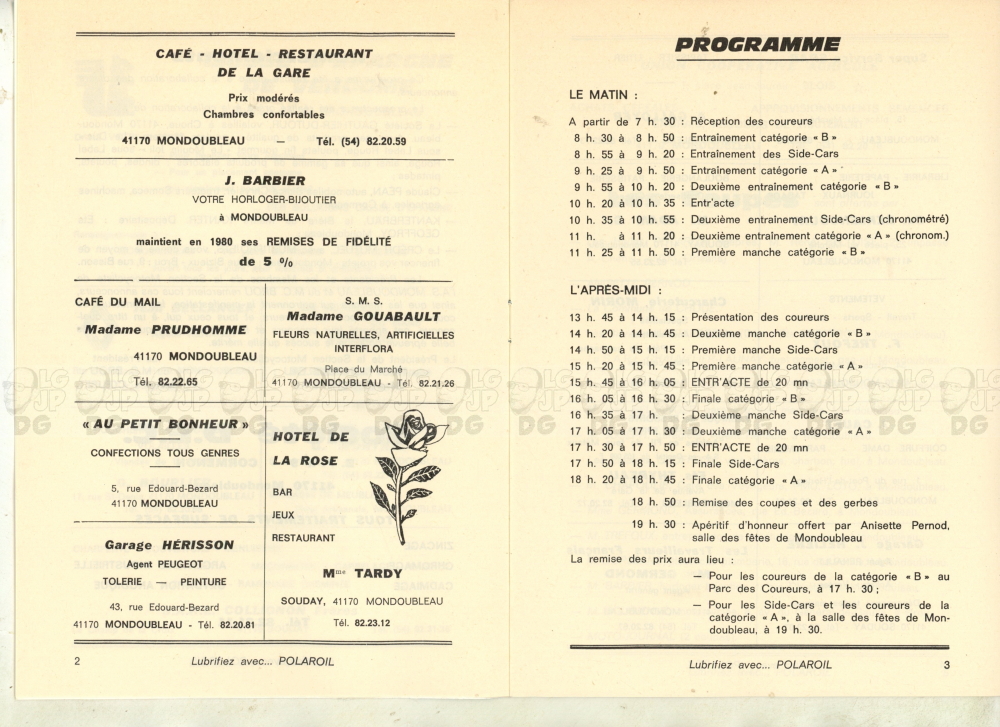 CAFÉ - HOTEL - RESTAURANT
DE LA GARE
Prix modérés
Chambres confortables
41170 MONDOUBLEAU — Tél. (54) 82.20.59
J. BARBIER
VOTRE HORLOGER-BIJOUTIER
à MONDOUBLEAU
maintient en 1980 ses REMISES DE FIDÉLITÉ
de 5 %
CAFÉ DU MAIL
Madame PRUDHOMME
41170 MONDOUBLEAU
Tél. 82.22.65
S. M. S.
Madame GOUABAULT
FLEURS NATURELLES, ARTIFICIELLES
INTERFLORA
Place du Marché
41170 MONDOUBLEAU - Tél. 82.21.26
« AU PETIT BONHEUR »
CONFECTIONS TOUS GENRES
5, rue Edouard-Bezard
41170 MONDOUBLEAU
Garage HÉRISSON
Agent PEUGEOT
TOLERIE — PEINTURE
43, rue Edouard-Bezard
41170 MONDOUBLEAU - Tél. 82.20.81
HOTEL DE
LA ROSE
BAR
JEUX
RESTAURANT
Mme TARDY
SOUDAY, 41170 MONDOUBLEAU
Tél. 82.23.12
2 Lubrifiez avec... POLAROIL
PROGRAMME
LE MATIN :
A partir de 7 h. 30 : Réception des coureurs
8 h. 30 à 8 h. 50 : Entraînement catégorie « B »
8 h. 55 à 9 h. 20 : Entraînement des Side-Cars
9 h. 25 à 9 h. 50 : Entraînement catégorie « A »
9 h. 55 à 10 h. 20 : Deuxième entraînement catégorie « B »
10 h. 20 à 10 h. 35 : Entr'acte
10 h. 35 à 10 h. 55 : Deuxième entraînement Side-Cars (chronométré)
11 h. à 11 h. 20 : Deuxième entraînement catégorie « A » (chronom.)
11 h. 25 à 11 h. 50 : Première manche catégorie « B »
L'APRÈS-MIDI :
13 h. 45 à 14 h. 15 : Présentation des coureurs
14 h. 20 à 14 h. 45 : Deuxième manche catégorie « B »
14 h. 50 à 15 h. 15 : Première manche Side-Cars
15 h. 20 à 15 h. 45 : Première manche catégorie « A »
15 h. 45 à 16 h. 05 : ENTR'ACTE de 20 mn
16 h. 05 à 16 h. 30 : Finale catégorie « B »
16 h. 35 à 17 h. : Deuxième manche Side-Cars
17 h. 05 à 17 h. 30 : Deuxième manche catégorie « A »
17 h. 30 à 17 h. 50 : ENTR'ACTE de 20 mn
17 h. 50 à 18 h. 15 : Finale Side-Cars
18 h. 20 à 18 h. 45 : Finale catégorie « A »
18 h. 50 : Remise des coupes et des gerbes
19 h. 30 : Apéritif d'honneur offert par Anisette Pernod,
salle des fêtes de Mondoubleau
La remise des prix aura lieu :
— Pour les coureurs de la catégorie « B » au
Parc des Coureurs, à 17 h. 30 ;
— Pour les Side-Cars et les coureurs de la
catégorie « A », à la salle des fêtes de Mon-
doubleau, à 19 h. 30.
Lubrifiez avec... POLAROIL 3